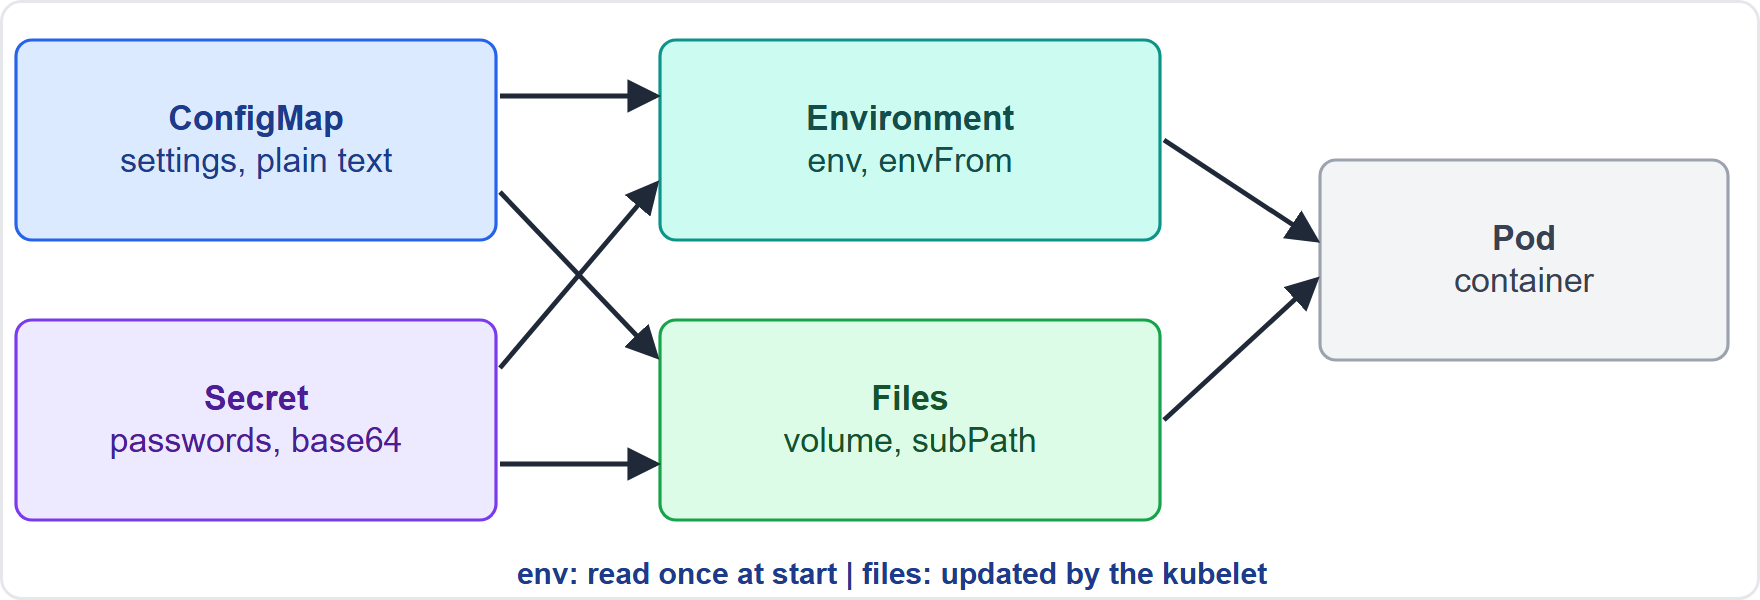 ConfigMap
settings, plain text
Environment
env, envFrom
Pod
container
Secret
passwords, base64
Files
volume, subPath
env: read once at start | files: updated by the kubelet